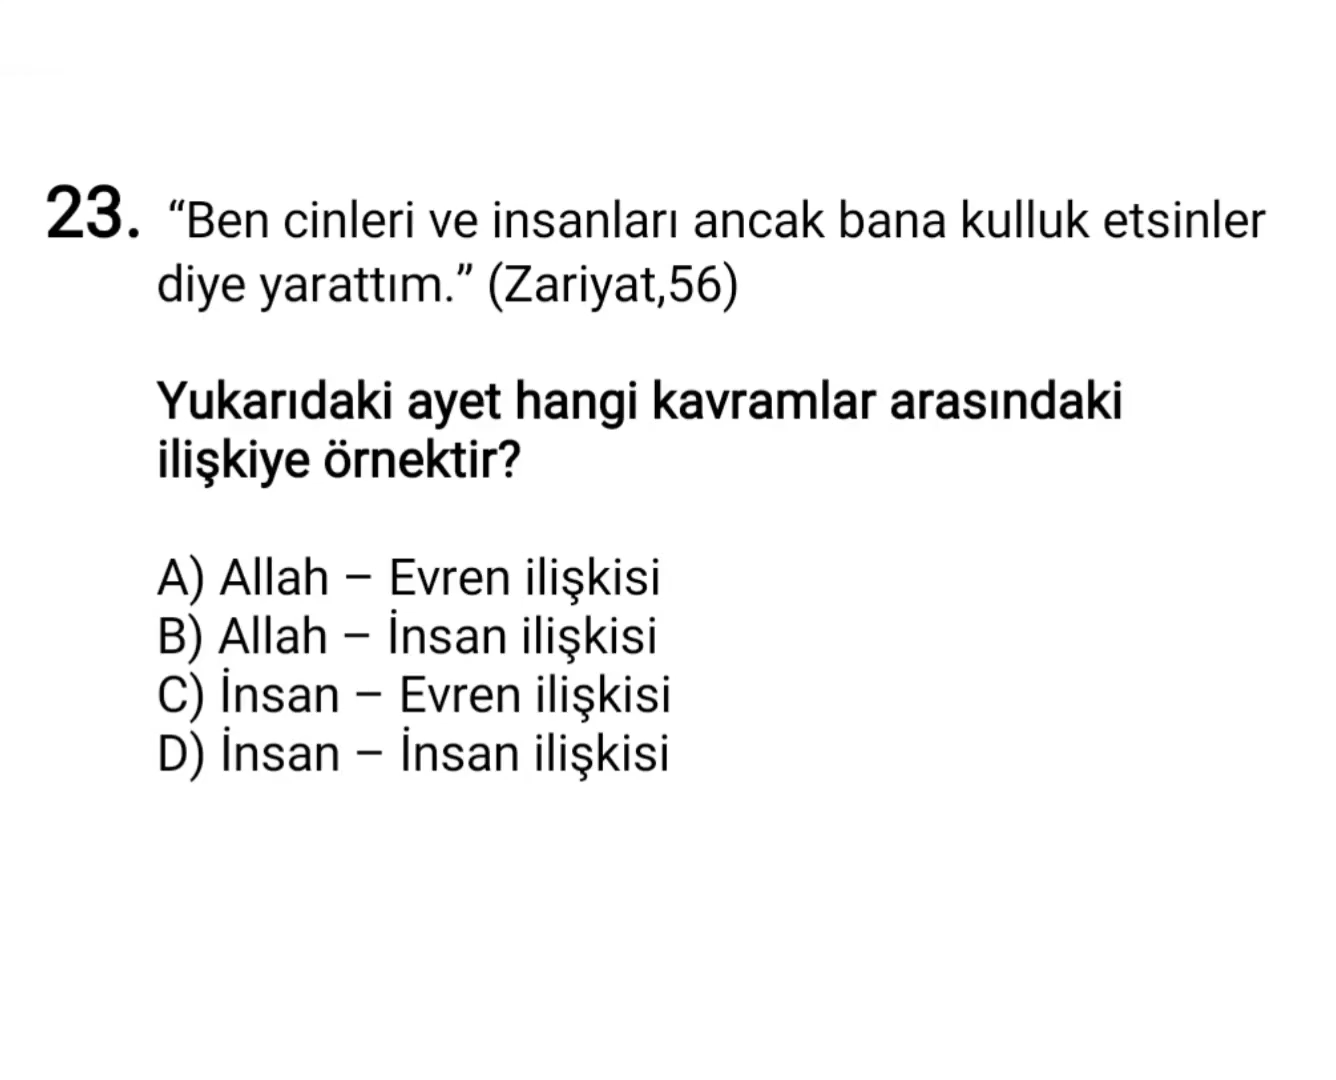 23. “Ben cinleri ve insanları ancak bana kulluk etsinler
diye yarattım.” (Zariyat,56)
Yukarıdaki ayet hangi kavramlar arasındaki
ilişkiye örnektir?
A) Allah – Evren ilişkisi
B) Allah – İnsan ilişkisi
C) İnsan – Evren ilişkisi
D) İnsan – İnsan ilişkisi